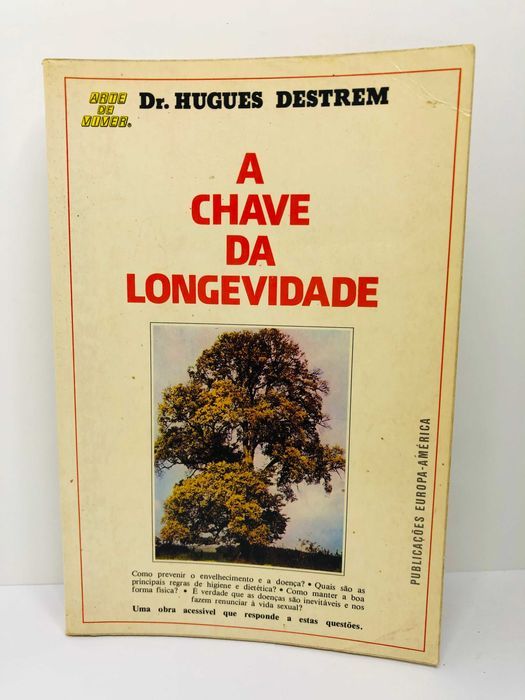 ARTE
DE
VIVER®
Dr. HUGUES DESTREM
A
CHAVE
DA
LONGEVIDADE
PUBLICAÇÕES EUROPA-AMÉRICA
Como prevenir o envelhecimento e a doença? • Quais são as
principais regras de higiene e dietética? • Como manter a boa
forma física? • É verdade que as doenças são inevitáveis e nos
fazem renunciar à vida sexual?
Uma obra acessível que responde a estas questões.